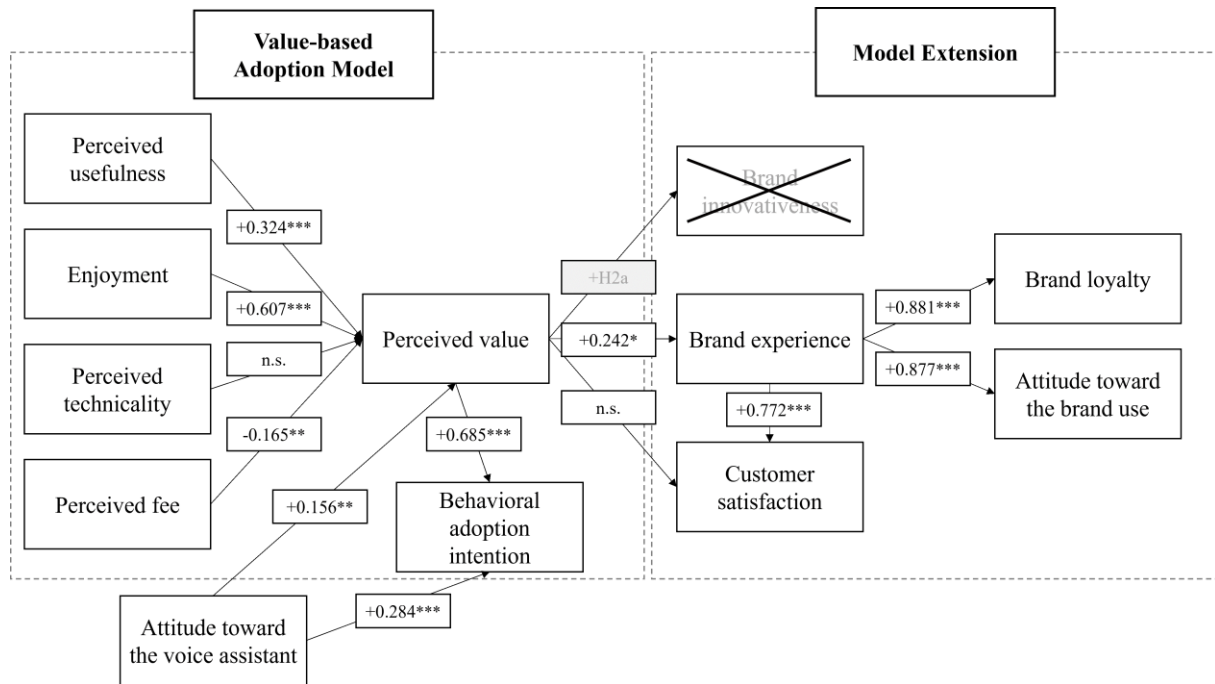 Value-based
Adoption Model
Model Extension
Perceived
usefulness
+0.324***
Enjoyment
+0.607***
Perceived
technicality
n.s.
Perceived fee
-0.165**
Perceived value
+0.156**
+0.685***
Behavioral
adoption
intention
Attitude toward
the voice assistant
+0.284***
Brand
innovativeness
+H2a
+0.242*
n.s.
Brand experience
+0.772***
Customer
satisfaction
+0.881***
Brand loyalty
+0.877***
Attitude toward
the brand use